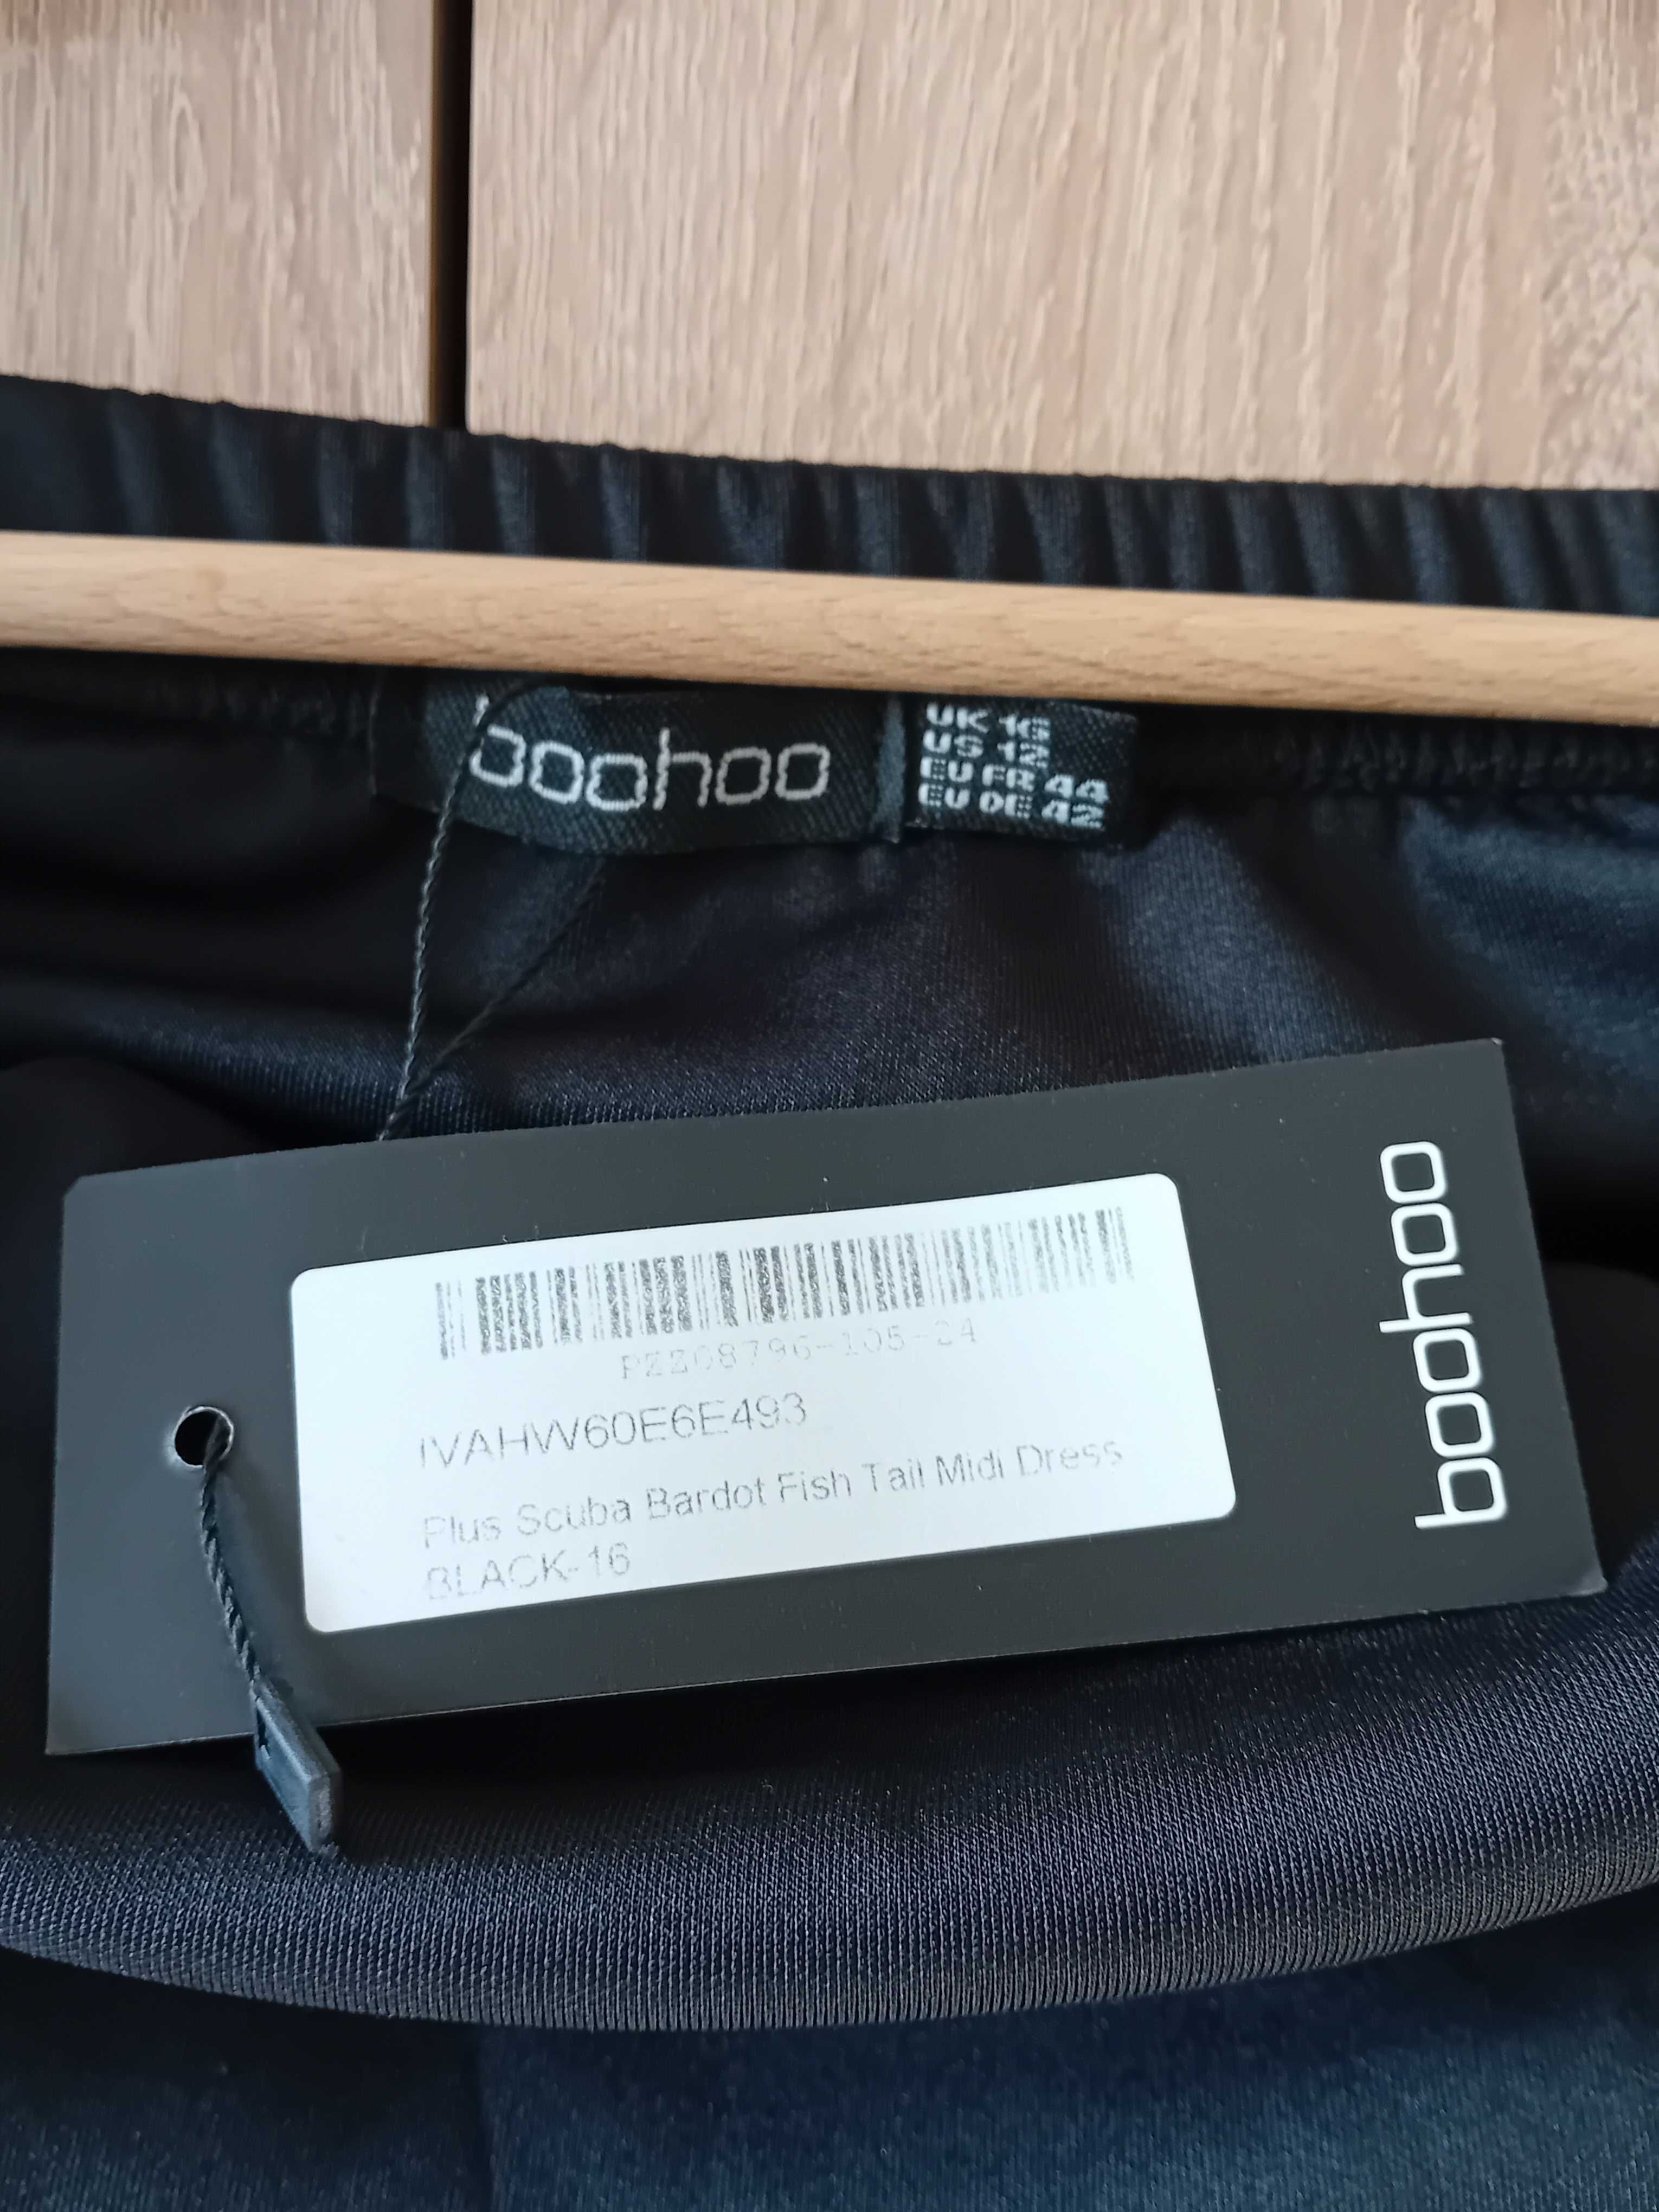 boohoo
UK 16
US 12
EU FR 44
EU DE 42
PZZ08796-105-24
IVAHW60E6E493
Plus Scuba Bardot Fish Tail Midi Dress
BLACK-16
boohoo